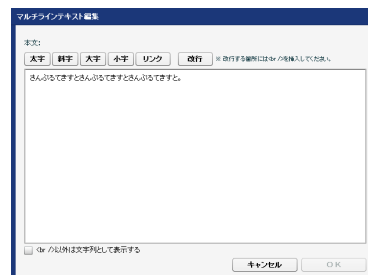 マルチラインテキスト編集
本文:
太字 斜字 大字 小字 リンク 改行 ※ 改行する箇所には<br />を挿入してください。
さんぷるてきすとさんぷるてきすとさんぷるてきすと。
<br />以外は文字列として表示する
キャンセル OK